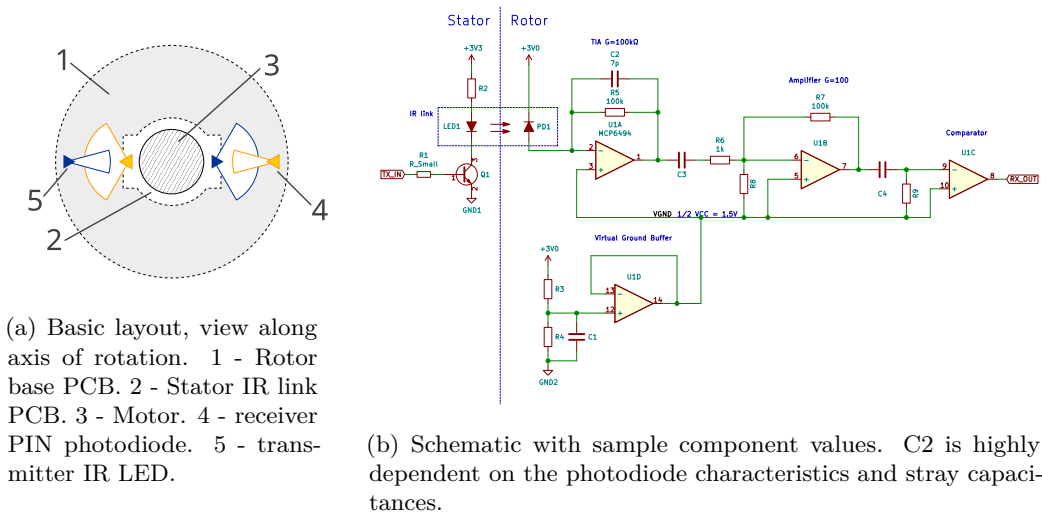 1
3
5
2
4
(a) Basic layout, view along
axis of rotation. 1 - Rotor
base PCB. 2 - Stator IR link
PCB. 3 - Motor. 4 - receiver
PIN photodiode. 5 - trans-
mitter IR LED.
Stator Rotor
+3V3
+3V0
R2
IR link
LED1
PD1
R1
R_Small
TX_IN
Q1
1
2
3
GND1
TIA G=100kΩ
C2
7p
R5
100k
U1A
MCP6494
2
3
1
C3
R6
1k
R8
Amplifier G=100
R7
100k
U1B
6
5
7
C4
R9
Comparator
U1C
9
10
8
RX_OUT
VGND 1/2 VCC = 1.5V
Virtual Ground Buffer
+3V0
R3
R4
C1
GND2
U1D
13
12
14
(b) Schematic with sample component values. C2 is highly
dependent on the photodiode characteristics and stray capaci-
tances.